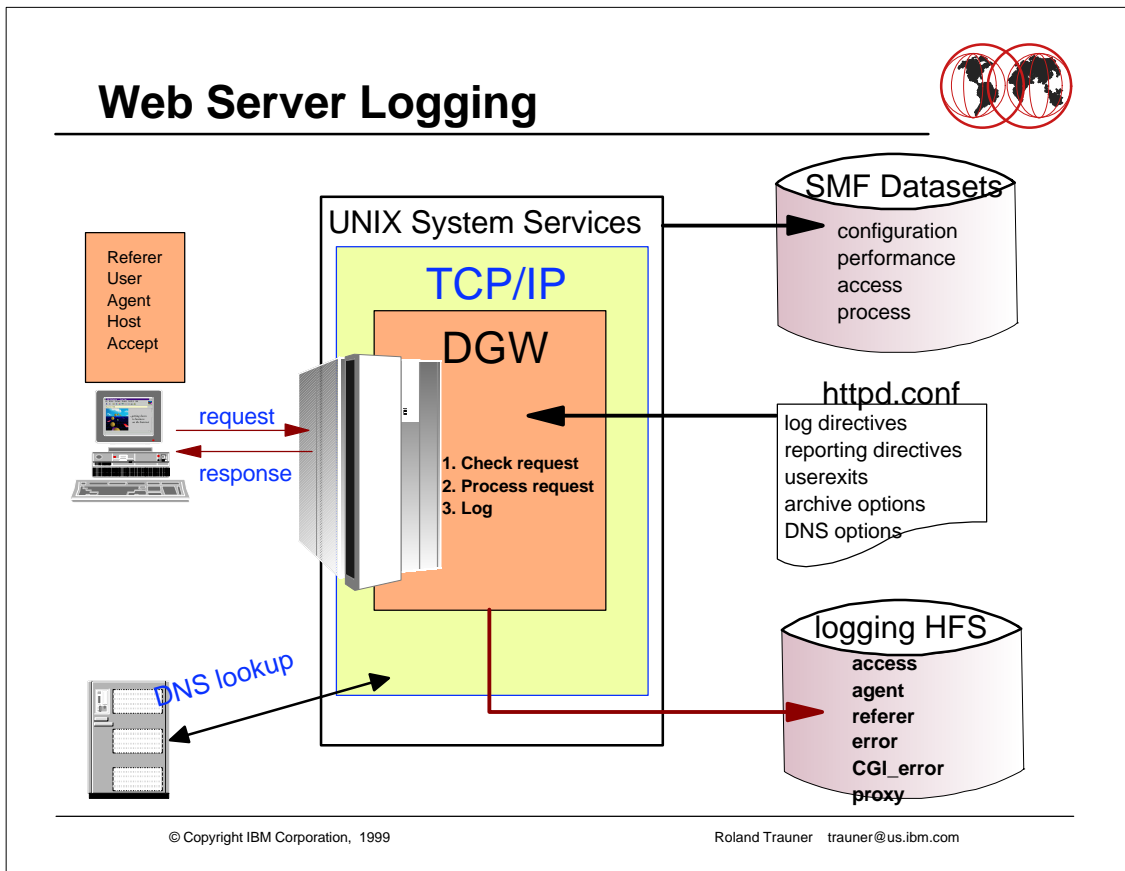 Web Server Logging
SMF Datasets
configuration
performance
access
process
UNIX System Services
TCP/IP
DGW
Referer
User
Agent
Host
Accept
request
response
1. Check request
2. Process request
3. Log
httpd.conf
log directives
reporting directives
userexits
archive options
DNS options
DNS lookup
logging HFS
access
agent
referer
error
CGI_error
proxy
© Copyright IBM Corporation, 1999
Roland Trauner trauner@us.ibm.com